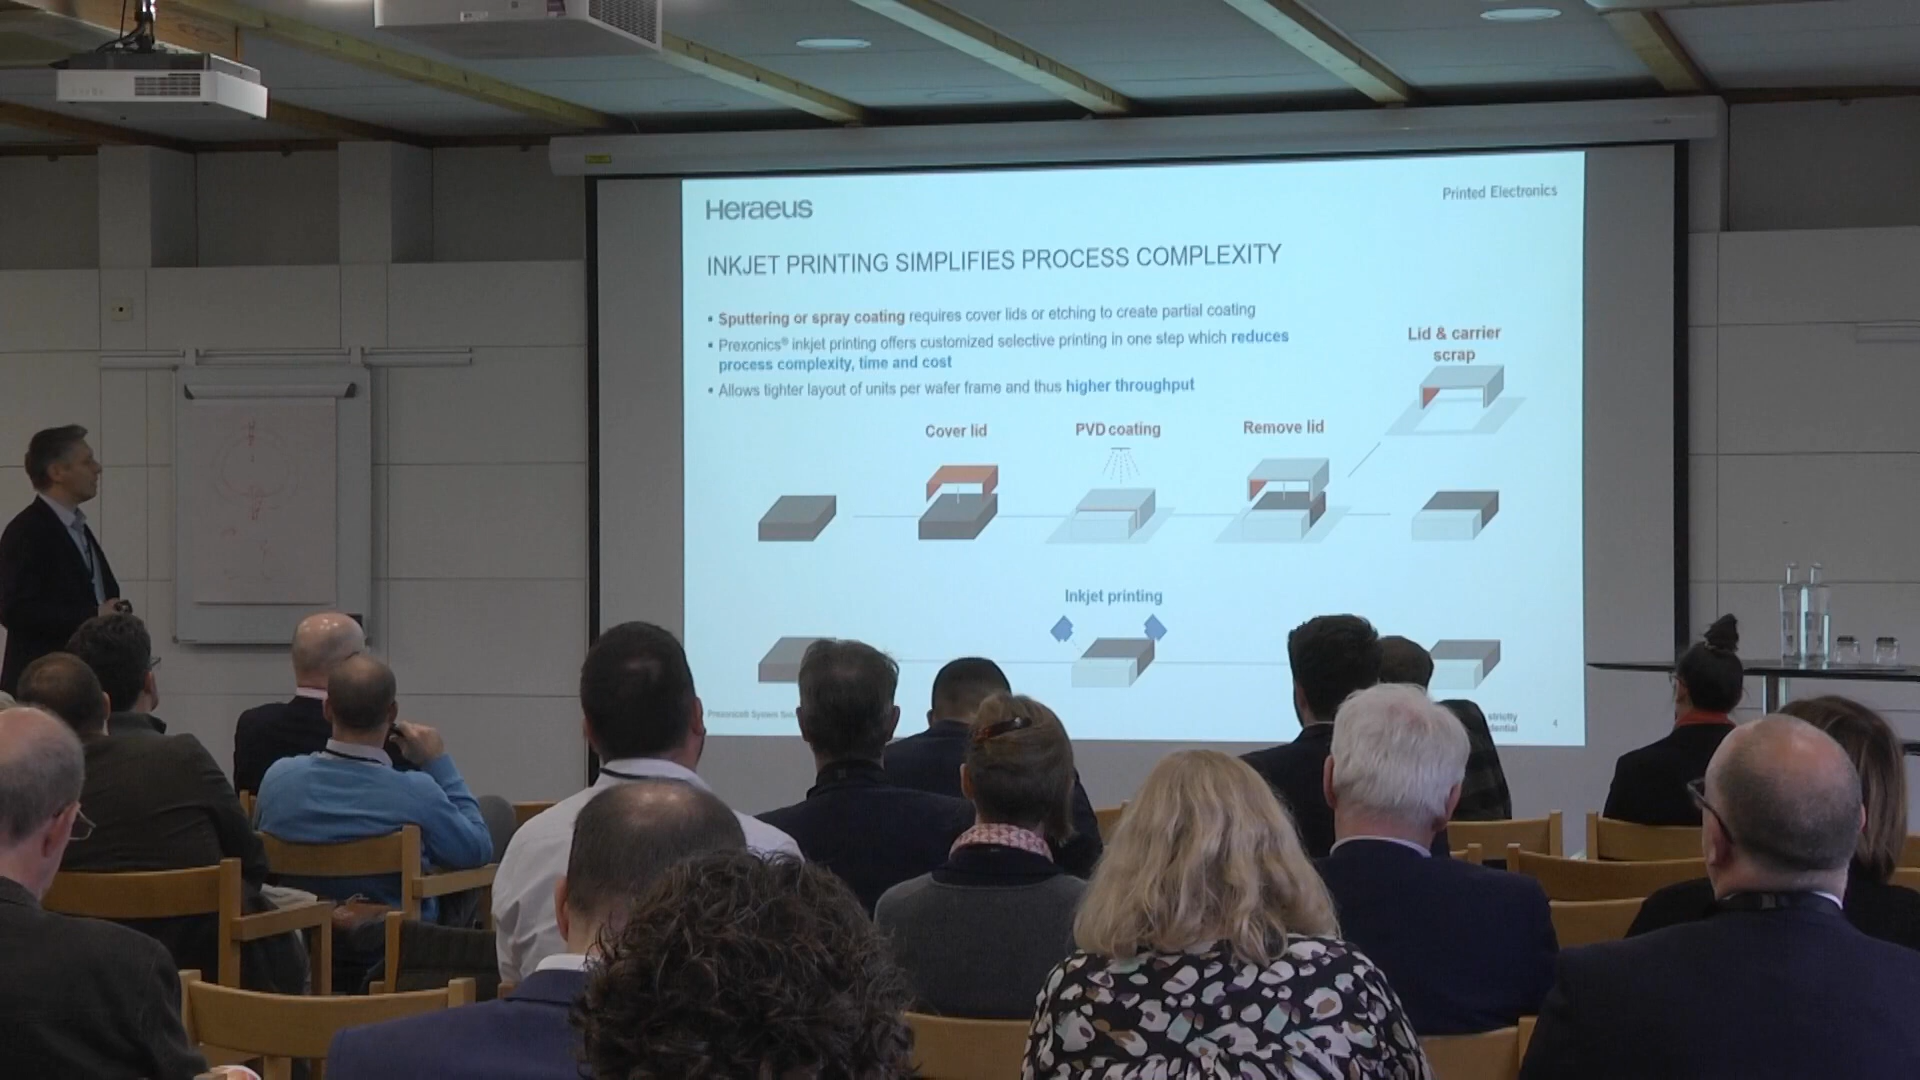 Heraeus
Printed Electronics
INKJET PRINTING SIMPLIFIES PROCESS COMPLEXITY
▪ Sputtering or spray coating requires cover lids or etching to create partial coating
▪ Prexonics® inkjet printing offers customized selective printing in one step which reduces
process complexity, time and cost
▪ Allows tighter layout of units per wafer frame and thus higher throughput
Lid & carrier
scrap
Cover lid
PVD coating
Remove lid
Inkjet printing
strictly
4